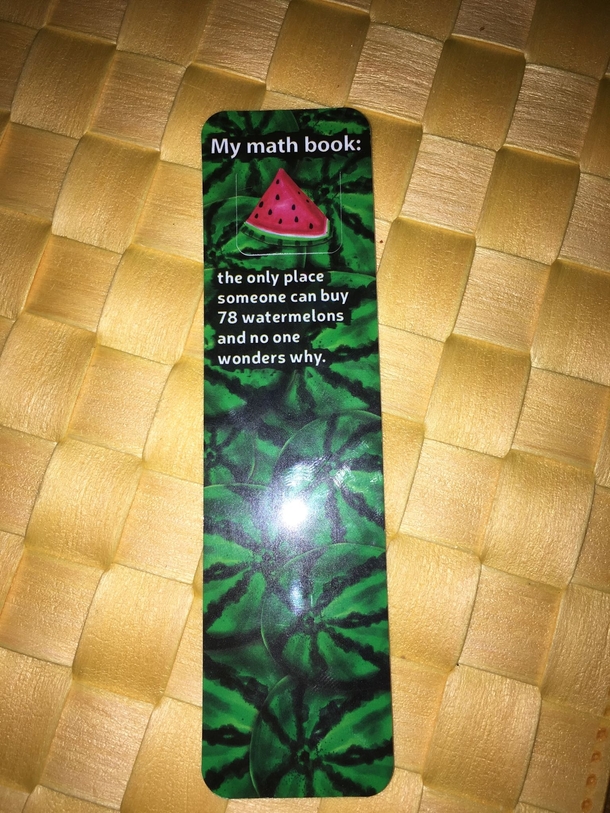 My math book:
the only place
someone can buy
78 watermelons
and no one
wonders why.